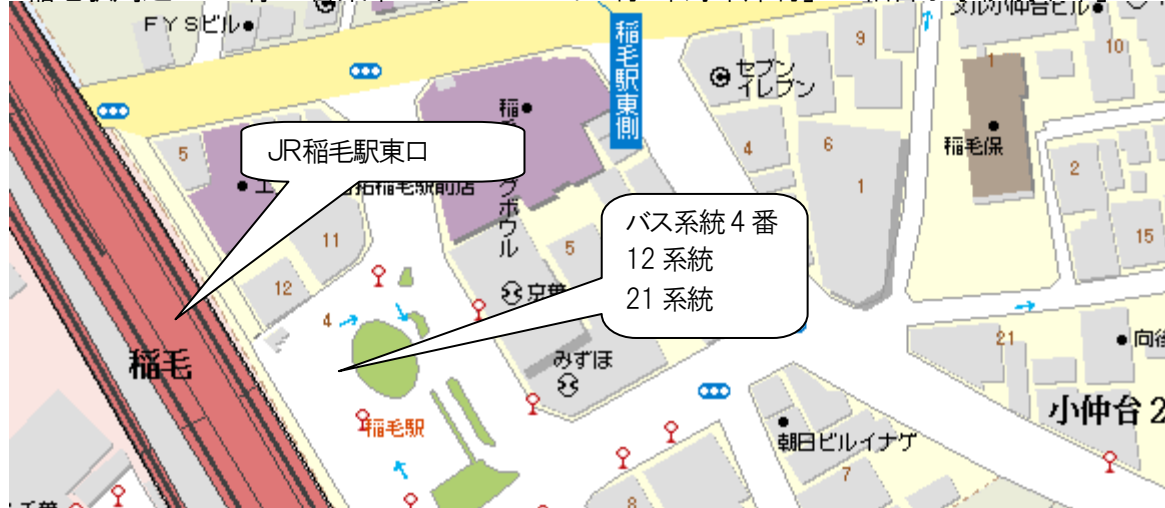 FYSビル
稲毛駅東側
セブン
イレブン
9
10
1
稲毛保
5
4
6
1
2
15
JR稲毛駅東口
11
12
バス系統4番
12 系統
21 系統
5
4
みずほ
稲毛
稲毛駅
21
小仲台2
朝日ビルイナゲ
7
8